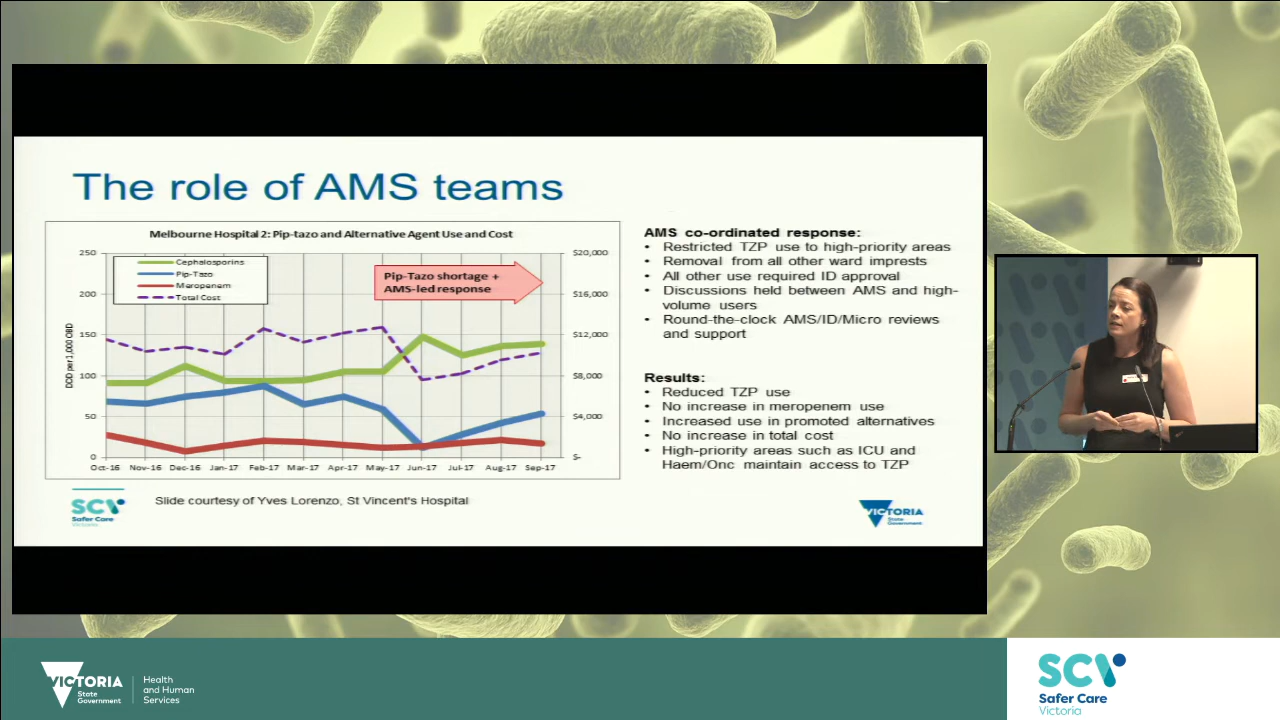 The role of AMS teams
Melbourne Hospital 2: Pip-tazo and Alternative Agent Use and Cost
250
200
150
100
50
0
DDD per 1,000 OBD
Cephalosporins
Pip-Tazo
Meropenem
Total Cost
Pip-Tazo shortage +
AMS-led response
$20,000
$16,000
$12,000
$8,000
$4,000
$-
Oct-16 Nov-16 Dec-16 Jan-17 Feb-17 Mar-17 Apr-17 May-17 Jun-17 Jul-17 Aug-17 Sep-17
AMS co-ordinated response:
• Restricted TZP use to high-priority areas
• Removal from all other ward imprests
• All other use required ID approval
• Discussions held between AMS and high-
volume users
• Round-the-clock AMS/ID/Micro reviews
and support
Results:
• Reduced TZP use
• No increase in meropenem use
• Increased use in promoted alternatives
• No increase in total cost
• High-priority areas such as ICU and
Haem/Onc maintain access to TZP
SCV
Safer Care
Victoria
Slide courtesy of Yves Lorenzo, St Vincent's Hospital
VICTORIA
State
Government
VICTORIA
State
Government
Health
and Human
Services
SCV
Safer Care
Victoria